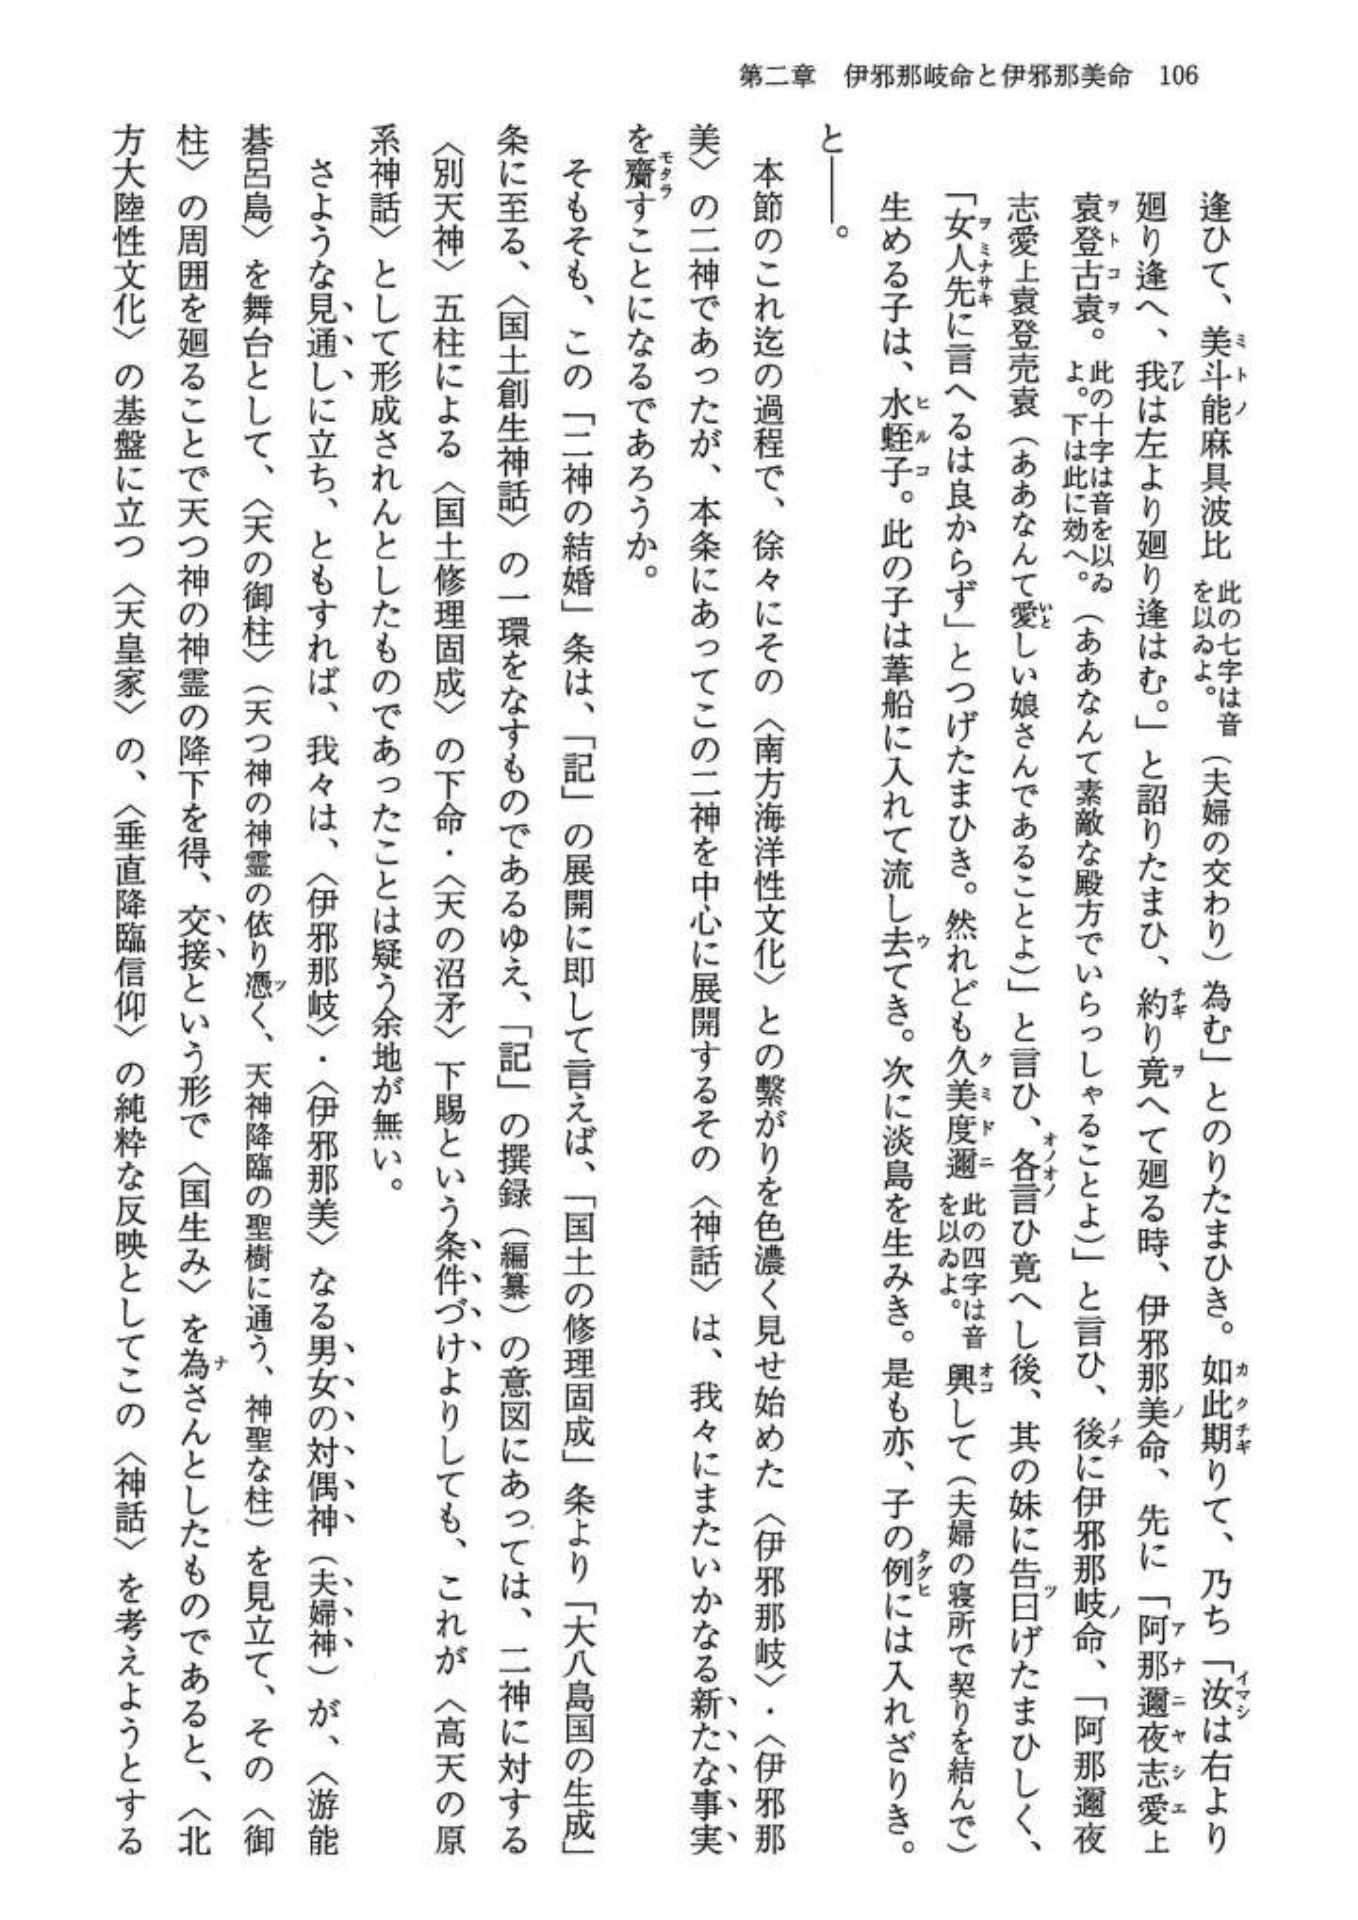 第二章　伊邪那岐命と伊邪那美命　106
逢ひて、美斗能麻具波比此の七字は音を以ゐよ。（夫婦の交わり）為む」とのりたまひき。如此期りて、乃ち「汝は右より
廻り逢へ、我は左より廻り逢はむ。」と詔りたまひ、約り竟へて廻る時、伊邪那美命、先に「阿那邇夜志愛上
袁登古袁。此の十字は音を以ゐよ。下は此に効へ。（ああなんて素敵な殿方でいらっしゃることよ）」と言ひ、後に伊邪那岐命、「阿那邇夜
志愛上袁登売袁（ああなんて愛しい娘さんであることよ）」と言ひ、各言ひ竟へし後、其の妹に告曰げたまひしく、
「女人先に言へるは良からず」とつげたまひき。然れども久美度邇此の四字は音を以ゐよ。興して（夫婦の寝所で契りを結んで）
生める子は、水蛭子。此の子は葦船に入れて流し去てき。次に淡島を生みき。是も亦、子の例には入れざりき。
と――。
本節のこれ迄の過程で、徐々にその〈南方海洋性文化〉との繫がりを色濃く見せ始めた〈伊邪那岐〉・〈伊邪那
美〉の二神であったが、本条にあってこの二神を中心に展開するその〈神話〉は、我々にまたいかなる新たな事実
を齎すことになるであろうか。
そもそも、この「二神の結婚」条は、「記」の展開に即して言えば、「国土の修理固成」条より「大八島国の生成」
条に至る、〈国土創生神話〉の一環をなすものであるゆえ、「記」の撰録（編纂）の意図にあっては、二神に対する
〈別天神〉五柱による〈国土修理固成〉の下命・〈天の沼矛〉下賜という条件づけよりしても、これが〈高天の原
系神話〉として形成されんとしたものであったことは疑う余地が無い。
さような見通しに立ち、ともすれば、我々は、〈伊邪那岐〉・〈伊邪那美〉なる男女の対偶神（夫婦神）が、〈游能
碁呂島〉を舞台として、〈天の御柱〉（天つ神の神霊の依り憑く、天神降臨の聖樹に通う、神聖な柱）を見立て、その〈御
柱〉の周囲を廻ることで天つ神の神霊の降下を得、交接という形で〈国生み〉を為さんとしたものであると、〈北
方大陸性文化〉の基盤に立つ〈天皇家〉の、〈垂直降臨信仰〉の純粋な反映としてこの〈神話〉を考えようとする